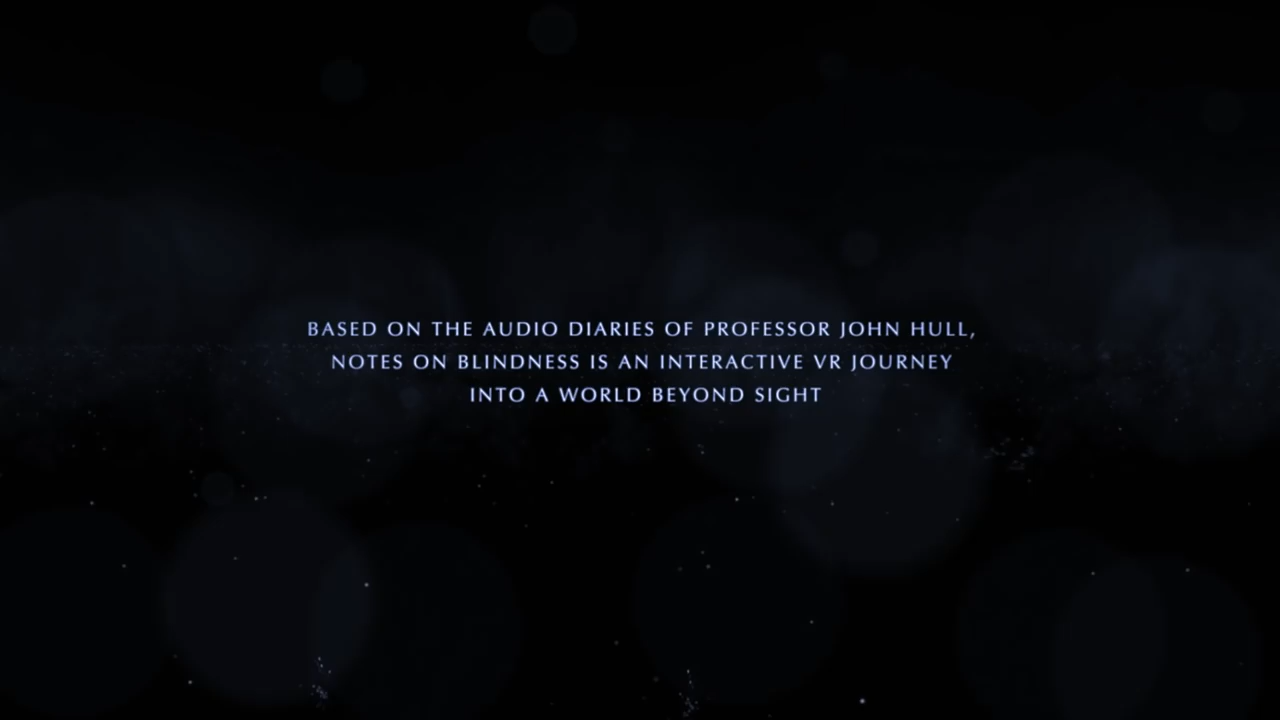 BASED ON THE AUDIO DIARIES OF PROFESSOR JOHN HULL,
NOTES ON BLINDNESS IS AN INTERACTIVE VR JOURNEY
INTO A WORLD BEYOND SIGHT